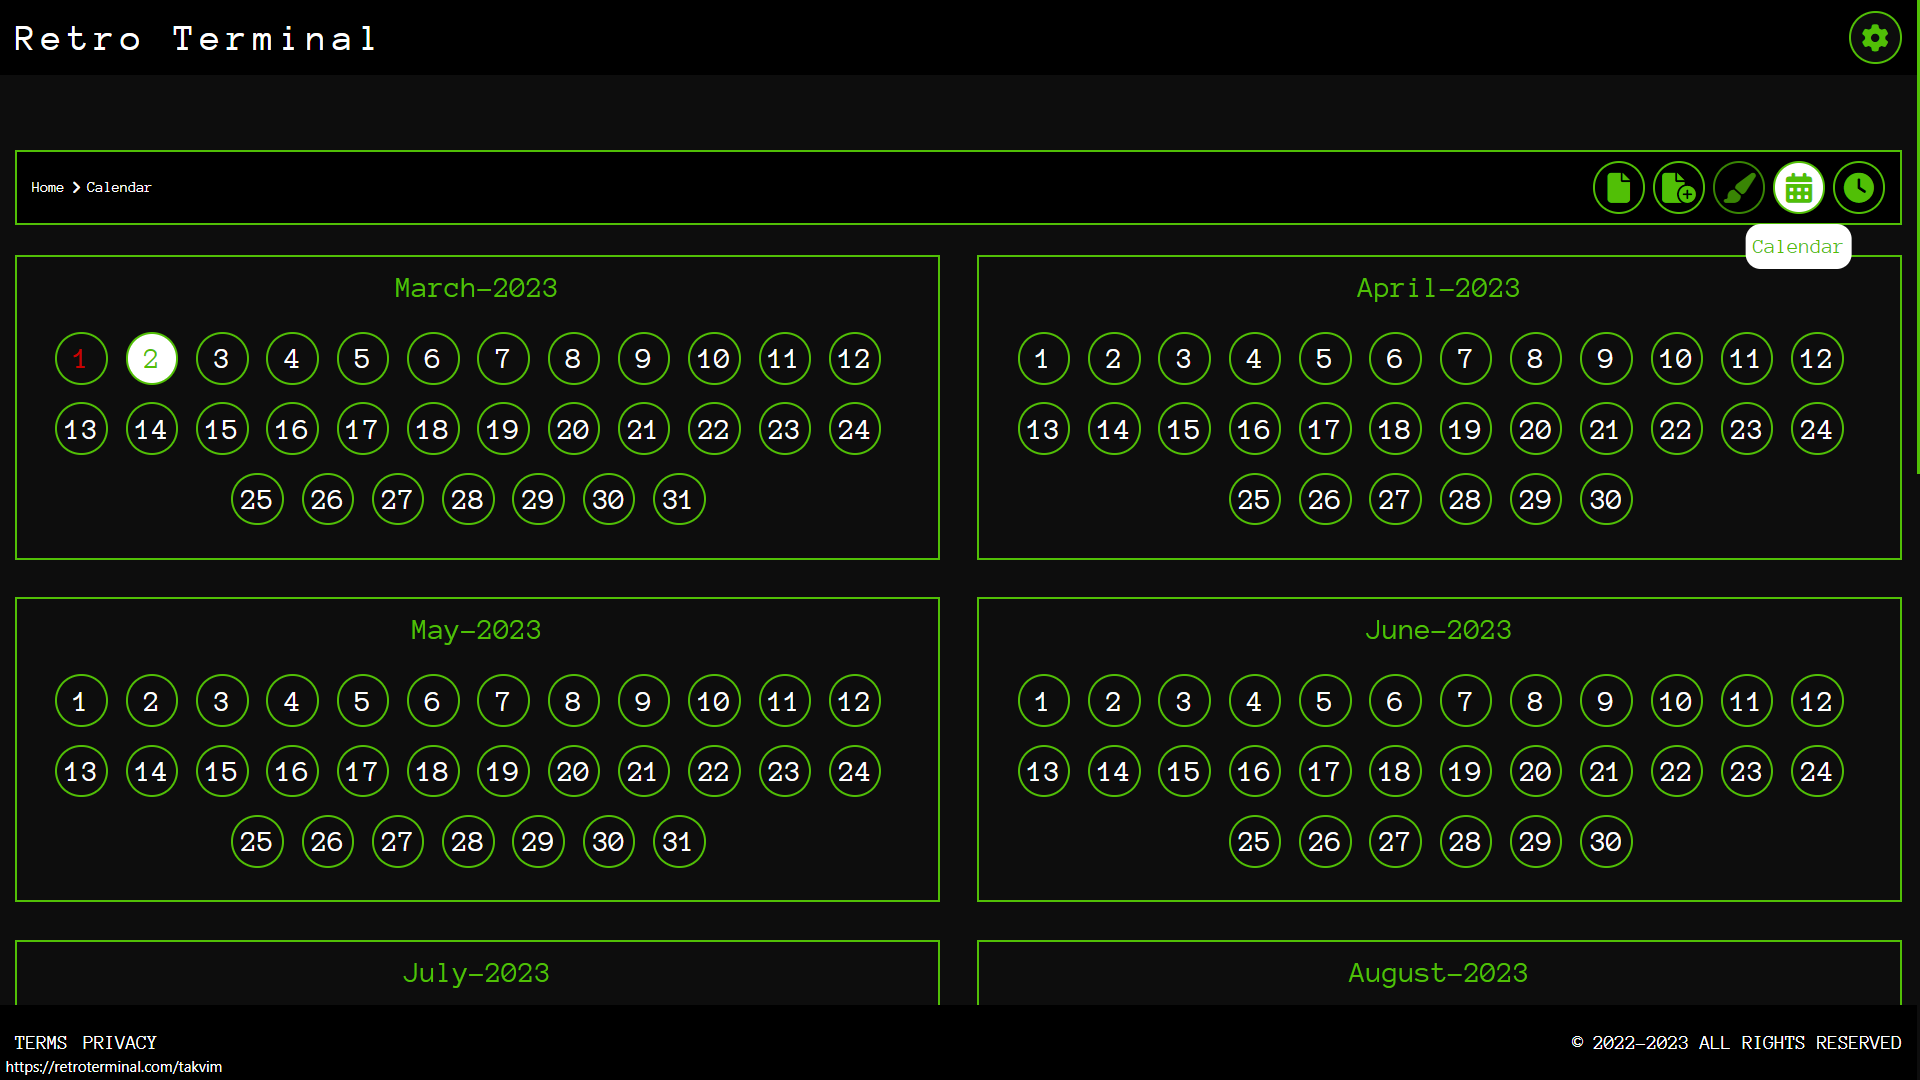 Retro Terminal
Home Calendar
Calendar
March-2023
1 2 3 4 5 6 7 8 9 10 11 12
13 14 15 16 17 18 19 20 21 22 23 24
25 26 27 28 29 30 31
April-2023
1 2 3 4 5 6 7 8 9 10 11 12
13 14 15 16 17 18 19 20 21 22 23 24
25 26 27 28 29 30
May-2023
1 2 3 4 5 6 7 8 9 10 11 12
13 14 15 16 17 18 19 20 21 22 23 24
25 26 27 28 29 30 31
June-2023
1 2 3 4 5 6 7 8 9 10 11 12
13 14 15 16 17 18 19 20 21 22 23 24
25 26 27 28 29 30
July-2023
August-2023
TERMS PRIVACY
© 2022-2023 ALL RIGHTS RESERVED
https://retroterminal.com/takvim